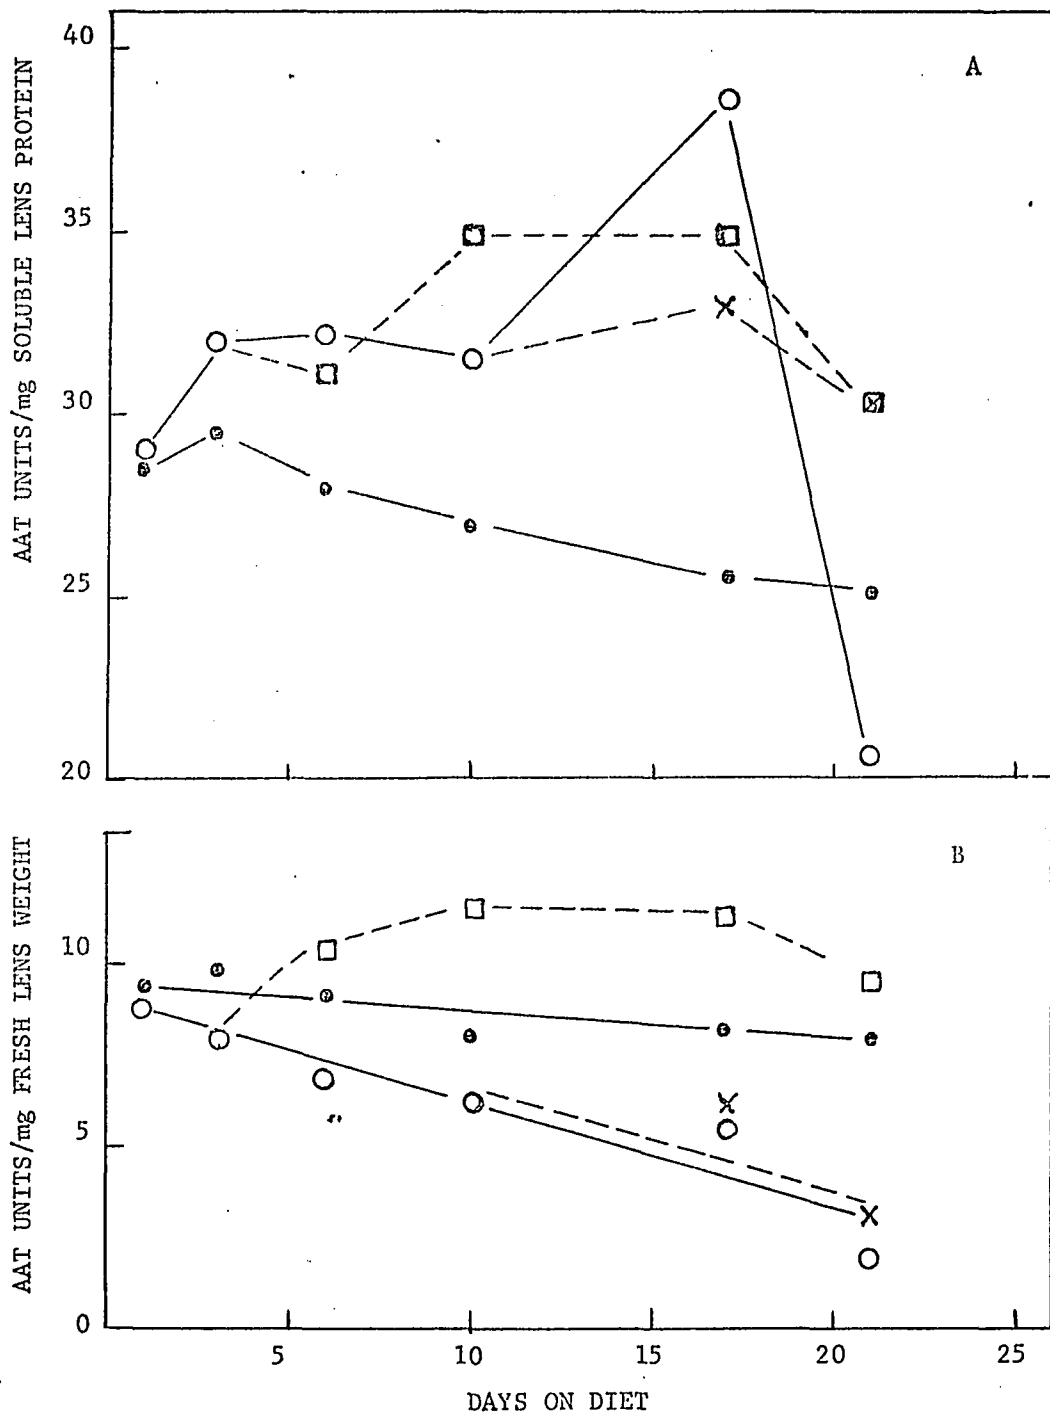 A
AAT UNITS/mg SOLUBLE LENS PROTEIN
40
35
30
25
20
B
AAT UNITS/mg FRESH LENS WEIGHT
10
5
0
5 10 15 20 25
DAYS ON DIET